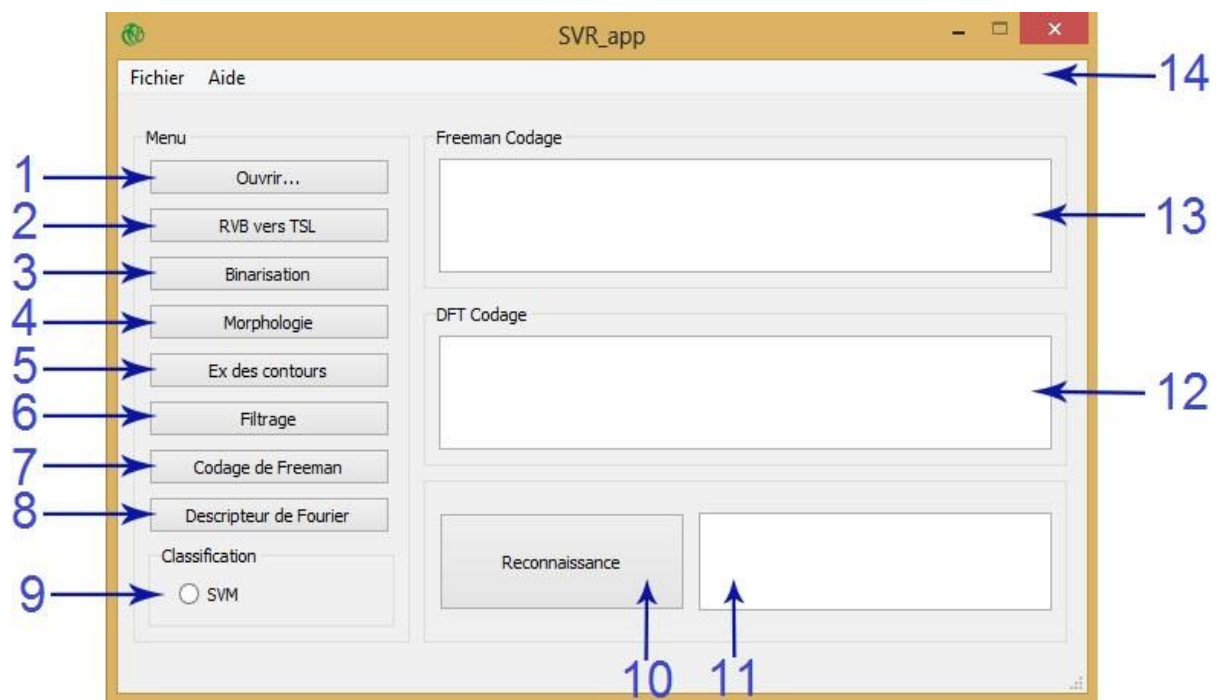 SVR_app
Fichier Aide
14
Menu
1
Ouvrir...
2
RVB vers TSL
3
Binarisation
4
Morphologie
5
Ex des contours
6
Filtrage
7
Codage de Freeman
8
Descripteur de Fourier
Classification
9
SVM
Freeman Codage
13
DFT Codage
12
Reconnaissance
10
11